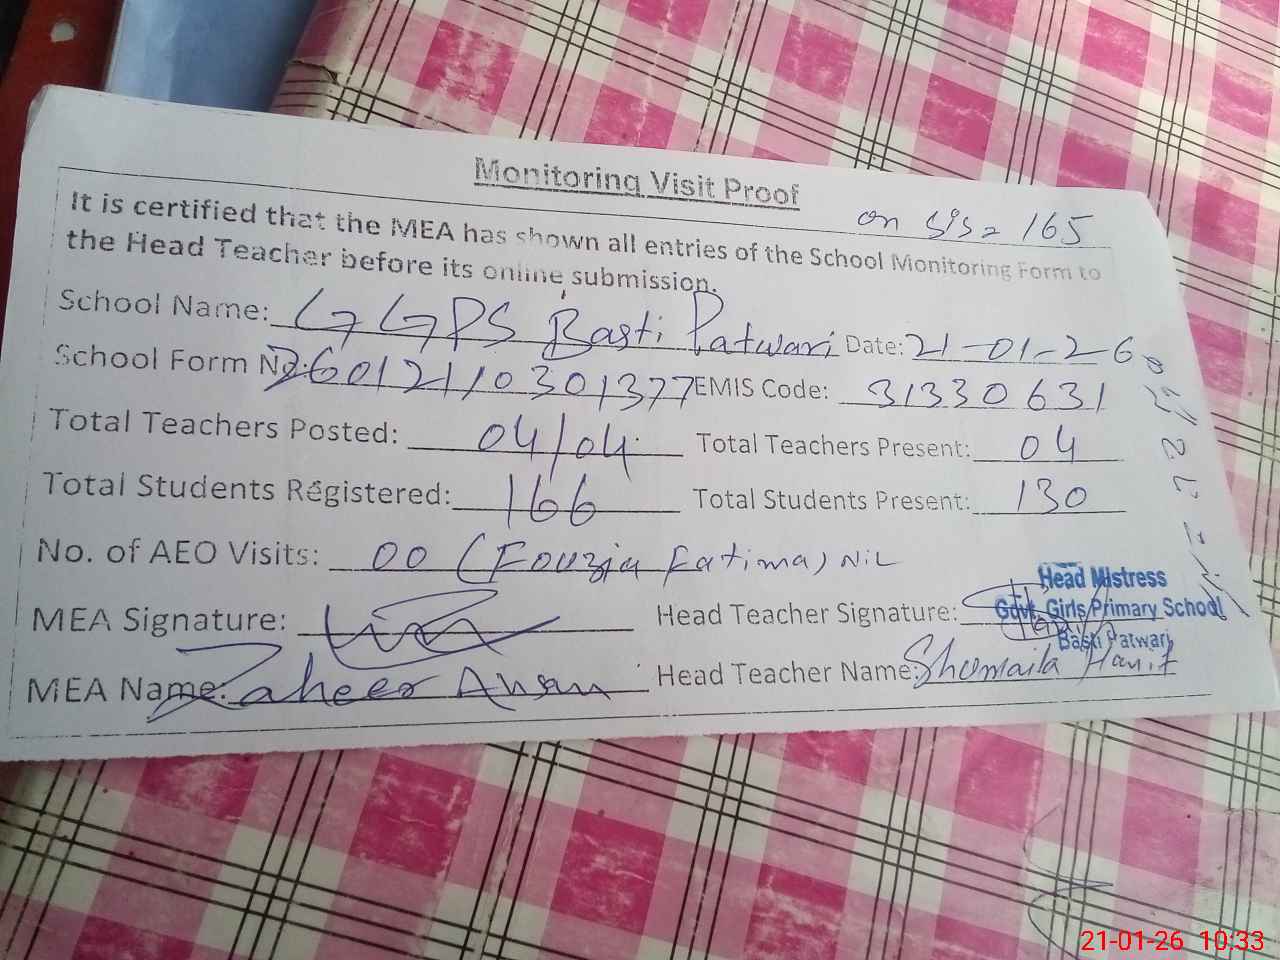 Monitoring Visit Proof
on SiS = 165
It is certified that the MEA has shown all entries of the School Monitoring Form to
the Head Teacher before its online submission.
School Name: GGPS Basti Patwari Date: 21-01-26
School Form No: 26012110301377 EMIS Code: 31330631
Total Teachers Posted: 04/04 Total Teachers Present: 04
Total Students Registered: 166 Total Students Present: 130
No. of AEO Visits: 00 (Fouzia Fatima) NiL
MEA Signature: Head Teacher Signature:
Head Mistress
Govt. Girls Primary School
Basti Patwari
MEA Name: Zaheer Awan Head Teacher Name: Shumaila Hanif
21-01-26 10:33